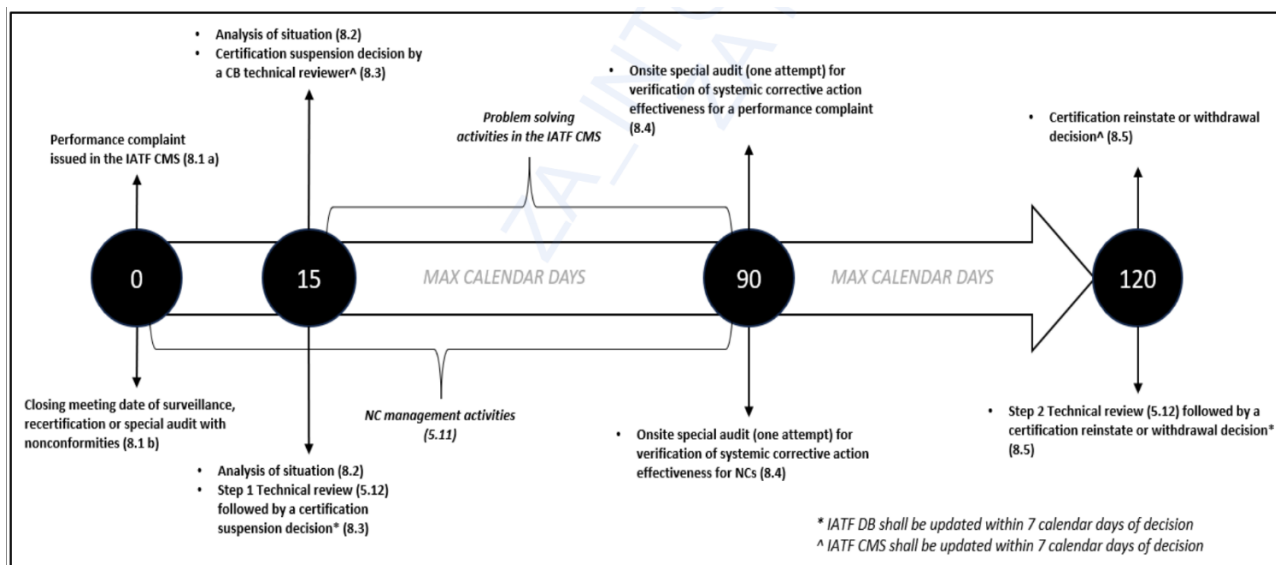 • Analysis of situation (8.2)
• Certification suspension decision by
a CB technical reviewer^ (8.3)
• Onsite special audit (one attempt) for
verification of systemic corrective action
effectiveness for a performance complaint
(8.4)
Problem solving
activities in the IATF CMS
• Certification reinstate or withdrawal
decision^ (8.5)
Performance complaint
issued in the IATF CMS (8.1 a)
0
15
MAX CALENDAR DAYS
90
MAX CALENDAR DAYS
120
Closing meeting date of surveillance,
recertification or special audit with
nonconformities (8.1 b)
NC management activities
(5.11)
• Step 2 Technical review (5.12) followed by a
certification reinstate or withdrawal decision*
(8.5)
• Onsite special audit (one attempt) for
verification of systemic corrective action
effectiveness for NCs (8.4)
• Analysis of situation (8.2)
• Step 1 Technical review (5.12)
followed by a certification
suspension decision* (8.3)
* IATF DB shall be updated within 7 calendar days of decision
^ IATF CMS shall be updated within 7 calendar days of decision